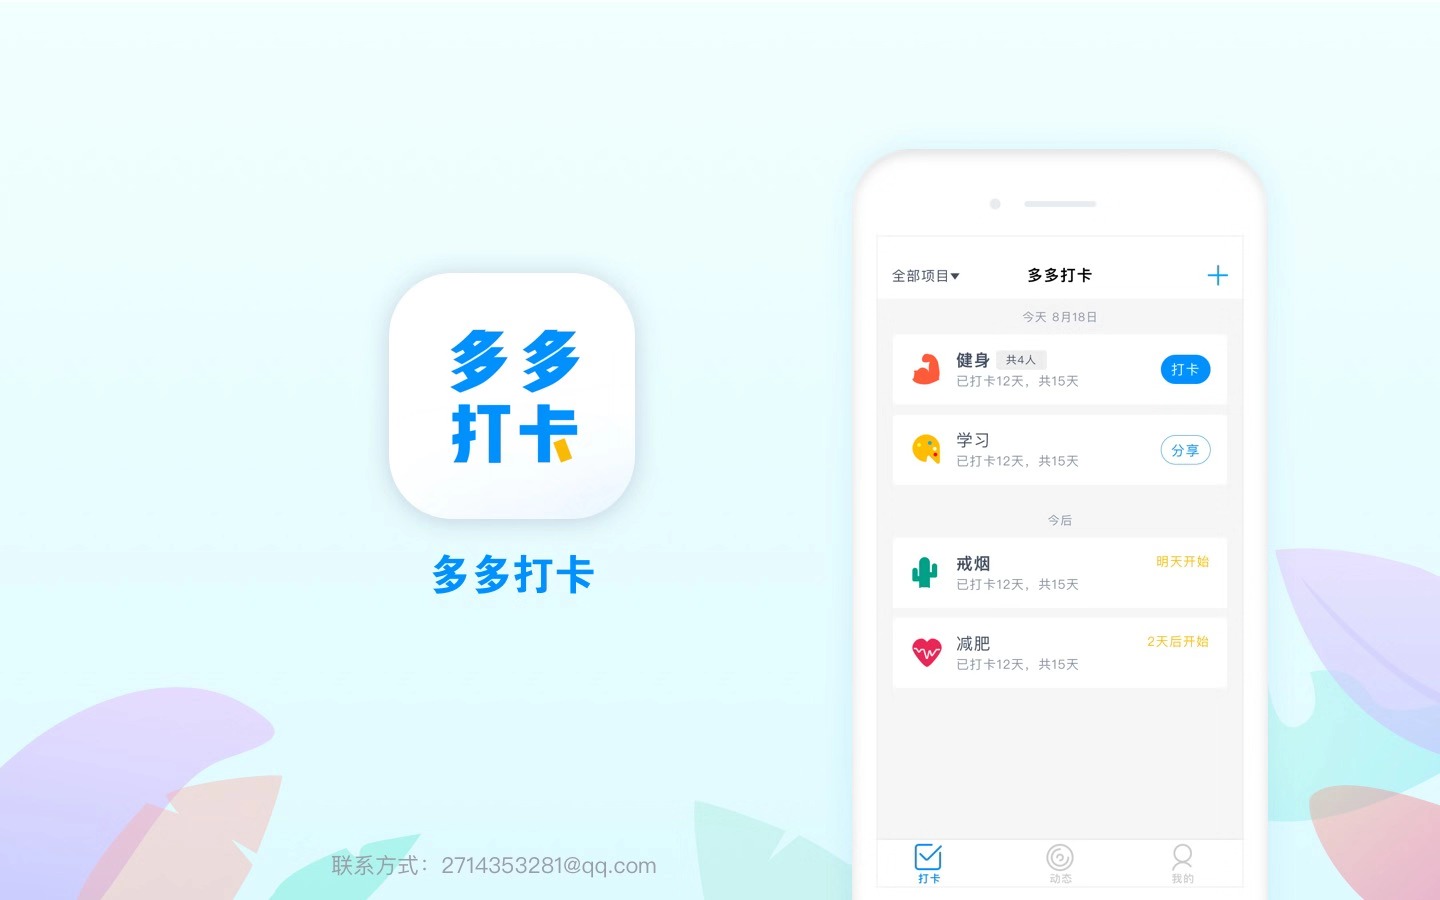 多多
打卡
多多打卡
联系方式：2714353281@qq.com
全部项目▾ 多多打卡 +
今天 8月18日
健身 共4人
已打卡12天，共15天
打卡
学习
已打卡12天，共15天
分享
今后
戒烟
已打卡12天，共15天
明天开始
减肥
已打卡12天，共15天
2天后开始
打卡 动态 我的